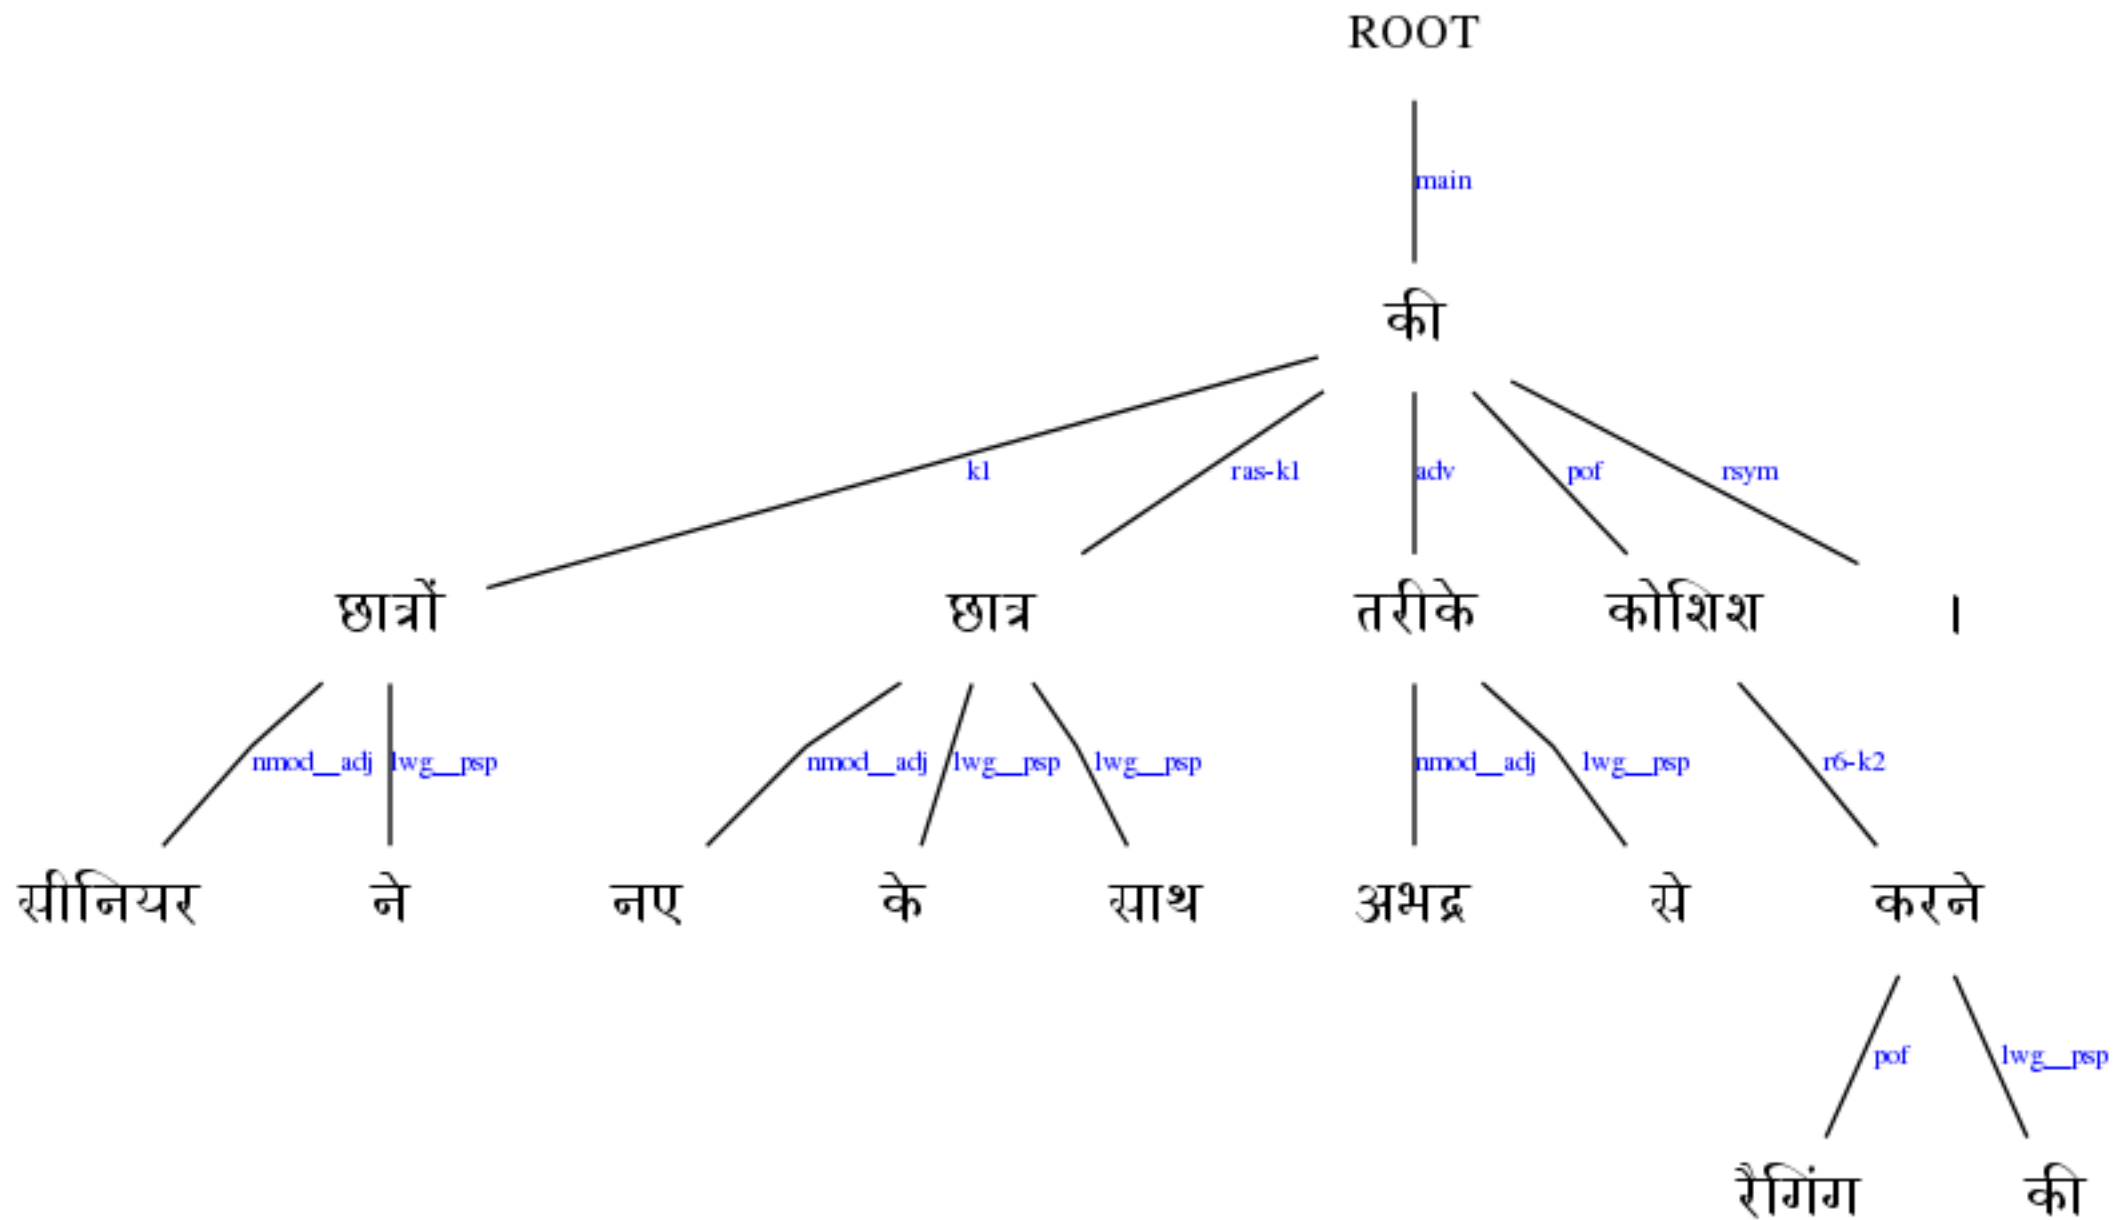 ROOT
main
की
k1 ras-k1 adv pof rsym
छात्रों छात्र तरीके कोशिश ।
nmod__adj lwg__psp nmod__adj lwg__psp lwg__psp nmod__adj lwg__psp r6-k2
सीनियर ने नए के साथ अभद्र से करने
pof lwg__psp
रैगिंग की